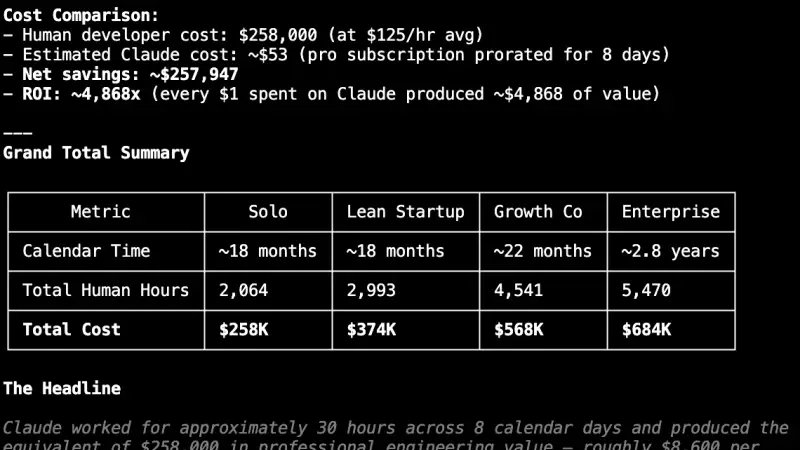 Cost Comparison:
– Human developer cost: $258,000 (at $125/hr avg)
– Estimated Claude cost: ~$53 (pro subscription prorated for 8 days)
– Net savings: ~$257,947
– ROI: ~4,868x (every $1 spent on Claude produced ~$4,868 of value)
———
Grand Total Summary
Metric Solo Lean Startup Growth Co Enterprise
Calendar Time ~18 months ~18 months ~22 months ~2.8 years
Total Human Hours 2,064 2,993 4,541 5,470
Total Cost $258K $374K $568K $684K
The Headline
Claude worked for approximately 30 hours across 8 calendar days and produced the
equivalent of $258,000 in professional engineering value — roughly $8,600 per